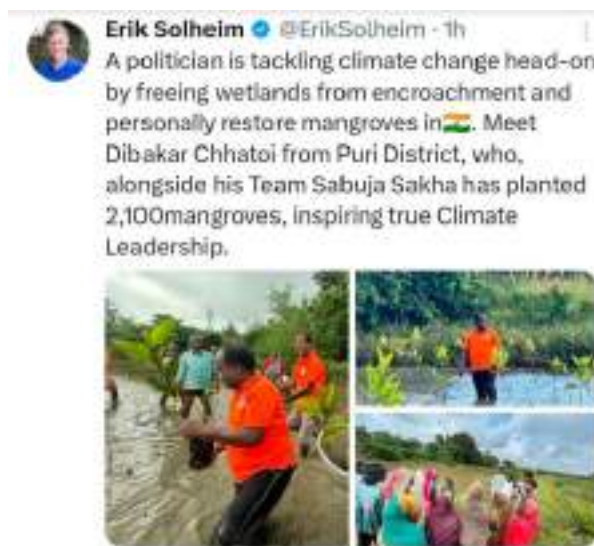 Erik Solheim @ErikSolheim · 1h
A politician is tackling climate change head-on
by freeing wetlands from encroachment and
personally restore mangroves in🇮🇳. Meet
Dibakar Chhatoi from Puri District, who,
alongside his Team Sabuja Sakha has planted
2,100mangroves, inspiring true Climate
Leadership.